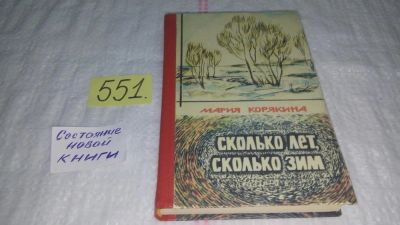 551.
Состояние
новой
книги
МАРИЯ КОРЯКИНА
СКОЛЬКО ЛЕТ,
СКОЛЬКО ЗИМ